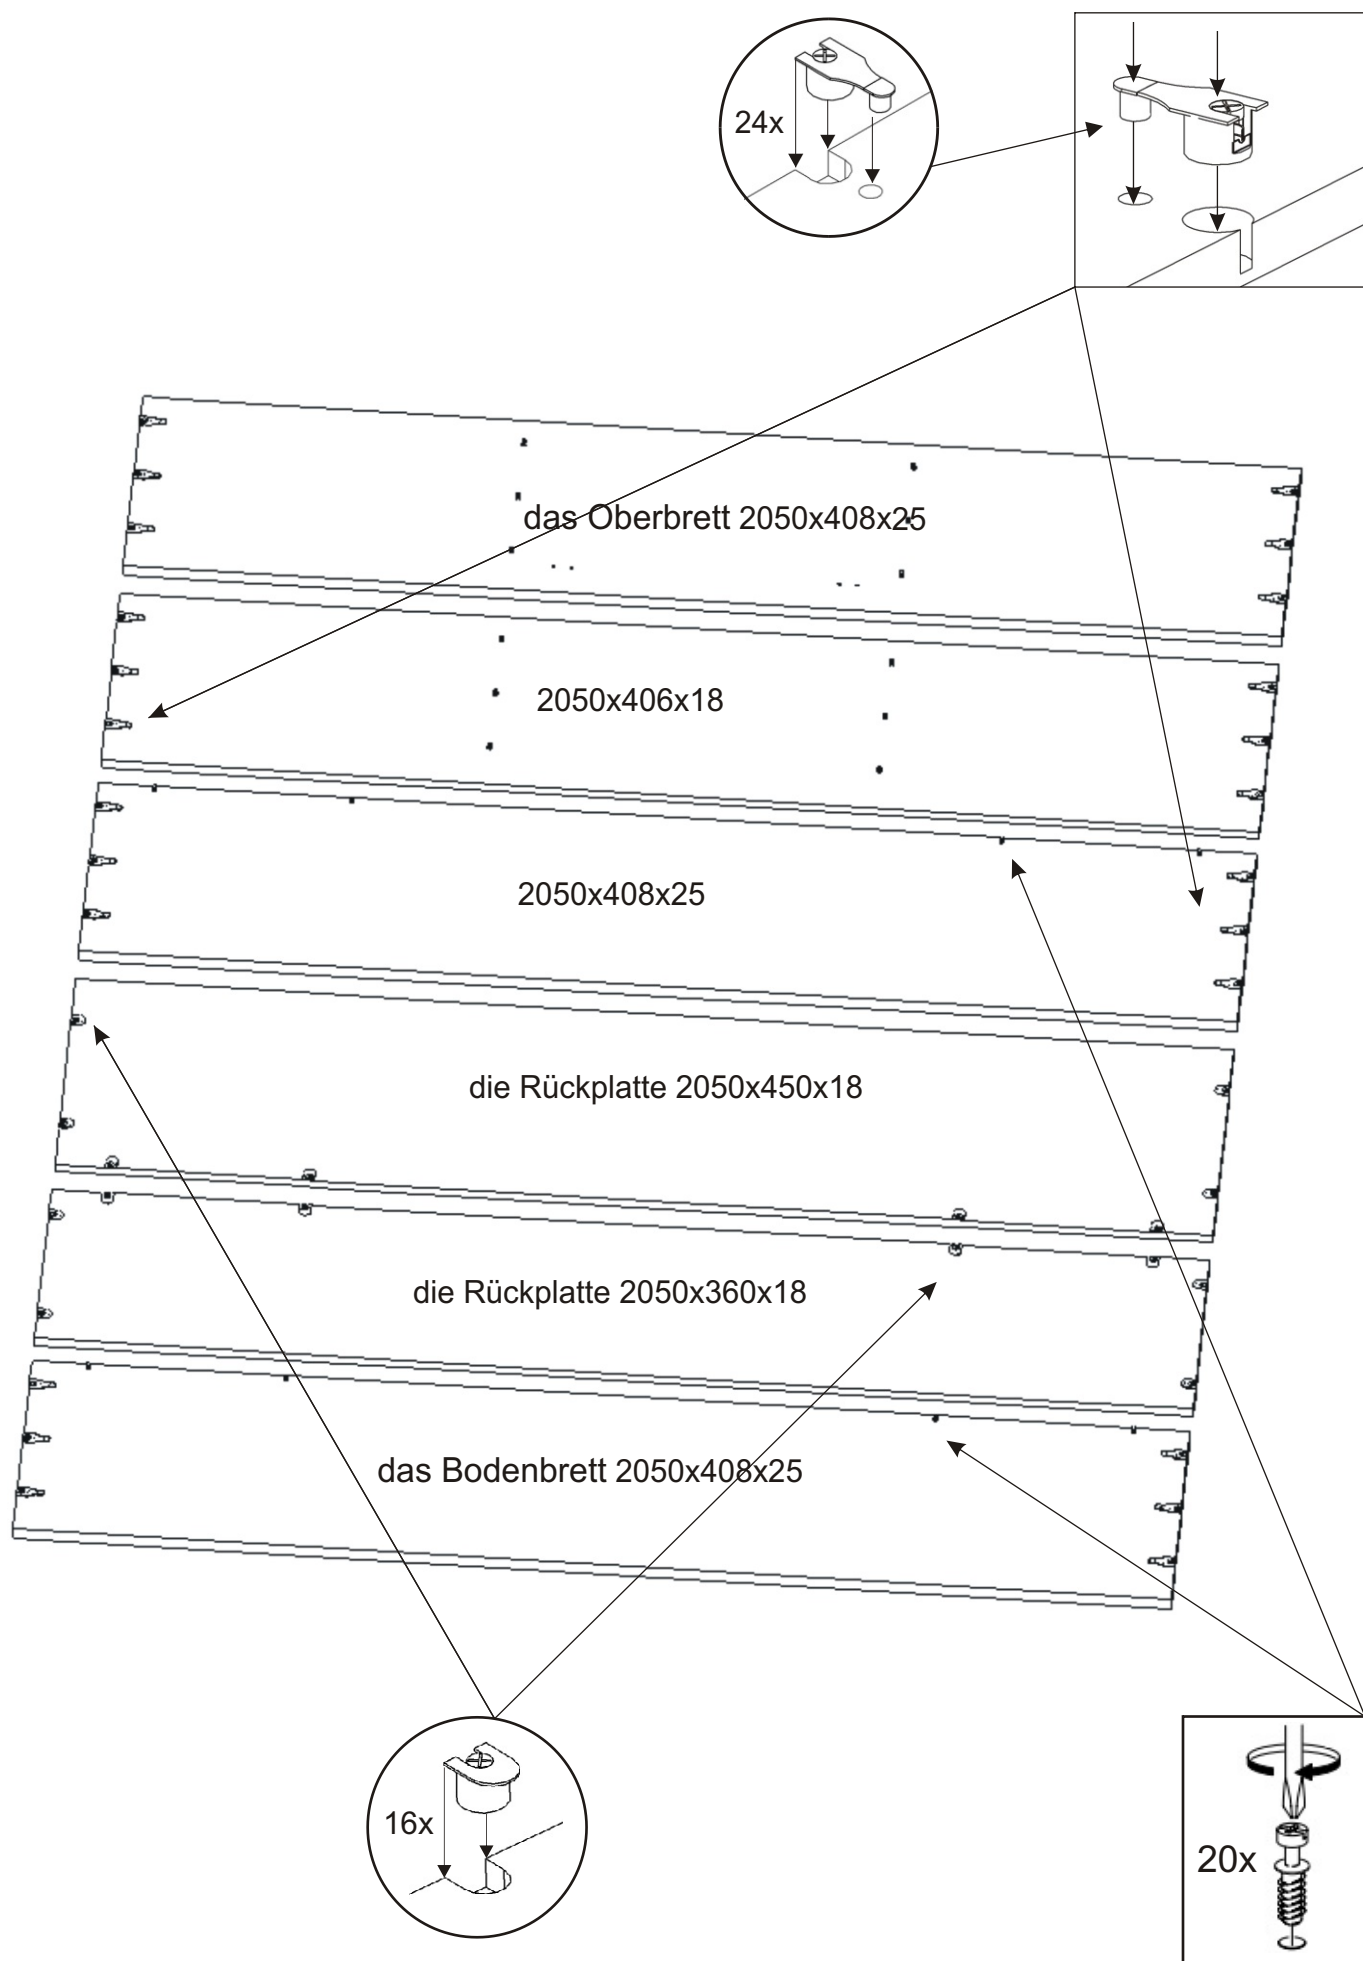 24x
das Oberbrett 2050x408x25
2050x406x18
2050x408x25
die Rückplatte 2050x450x18
die Rückplatte 2050x360x18
das Bodenbrett 2050x408x25
16x
20x